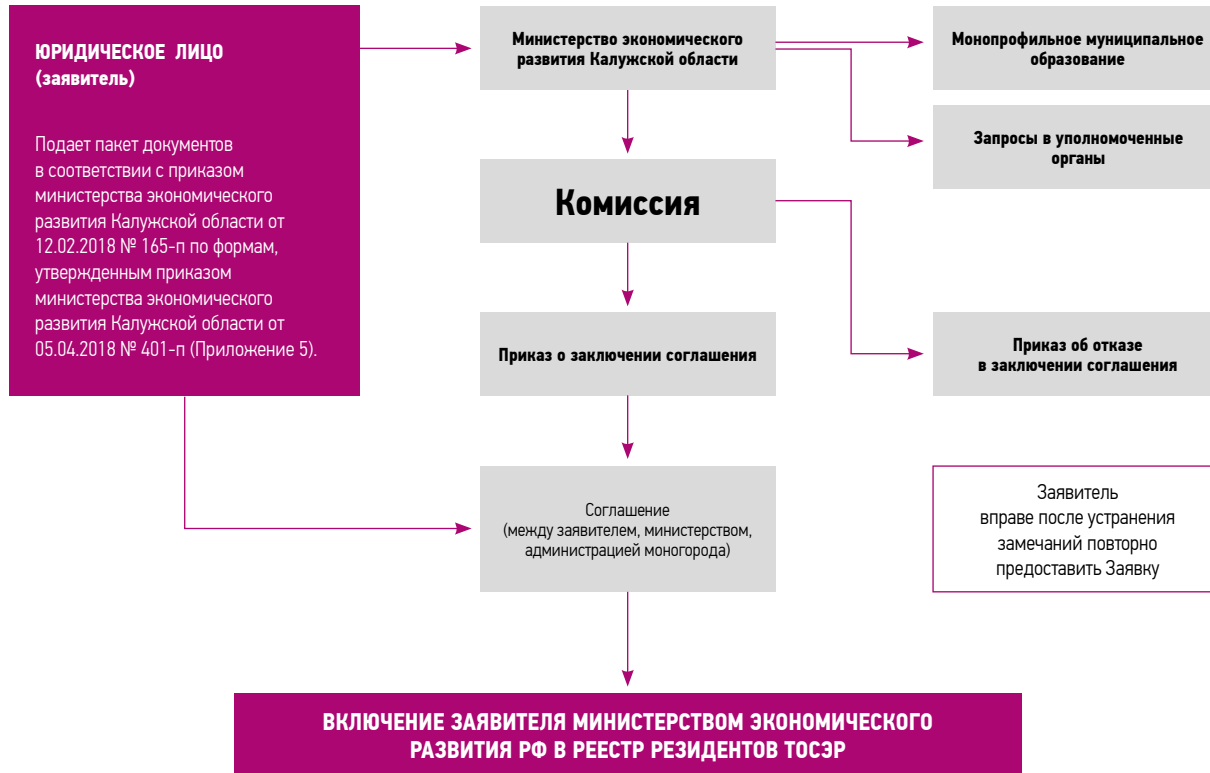 ЮРИДИЧЕСКОЕ ЛИЦО
(заявитель)
Подает пакет документов
в соответствии с приказом
министерства экономического
развития Калужской области от
12.02.2018 № 165-п по формам,
утвержденным приказом
министерства экономического
развития Калужской области от
05.04.2018 № 401-п (Приложение 5).
Министерство экономического
развития Калужской области
Монопрофильное муниципальное
образование
Запросы в уполномоченные
органы
Комиссия
Приказ о заключении соглашения
Приказ об отказе
в заключении соглашения
Соглашение
(между заявителем, министерством,
администрацией моногорода)
Заявитель
вправе после устранения
замечаний повторно
предоставить Заявку
ВКЛЮЧЕНИЕ ЗАЯВИТЕЛЯ МИНИСТЕРСТВОМ ЭКОНОМИЧЕСКОГО
РАЗВИТИЯ РФ В РЕЕСТР РЕЗИДЕНТОВ ТОСЭР